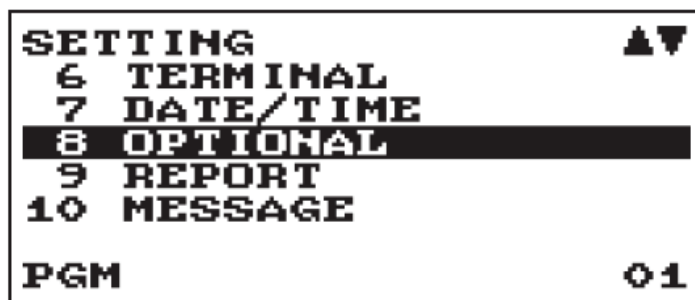 SETTING ▲▼
6 TERMINAL
7 DATE/TIME
8 OPTIONAL
9 REPORT
10 MESSAGE
PGM 01